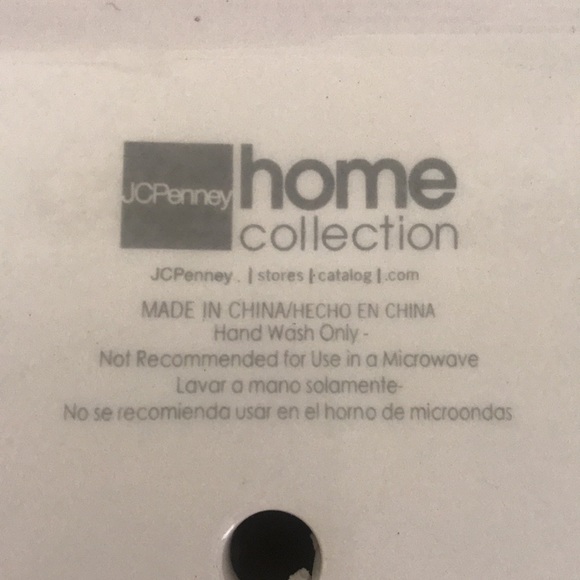 JCPenney
home
collection
JCPenney. | stores | catalog | .com
MADE IN CHINA/HECHO EN CHINA
Hand Wash Only -
Not Recommended for Use in a Microwave
Lavar a mano solamente-
No se recomienda usar en el horno de microondas